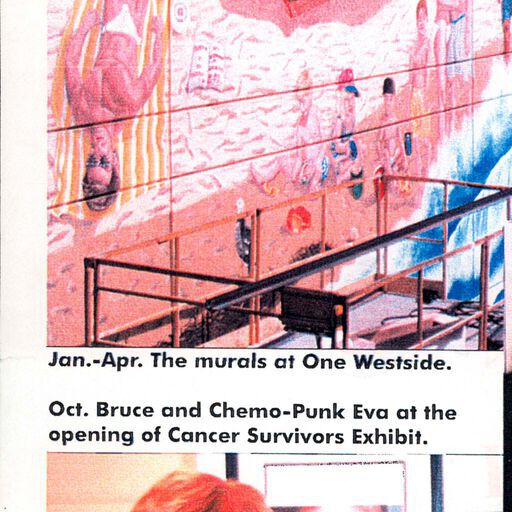 Jan.-Apr. The murals at One Westside.
Oct. Bruce and Chemo-Punk Eva at the
opening of Cancer Survivors Exhibit.